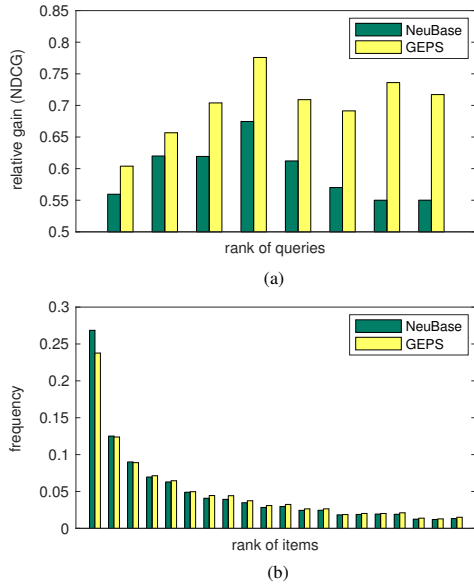 0.85
0.8
0.75
0.7
0.65
0.6
0.55
0.5
relative gain (NDCG)
NeuBase
GEPS
rank of queries
(a)
0.3
0.25
0.2
0.15
0.1
0.05
0
frequency
NeuBase
GEPS
rank of items
(b)